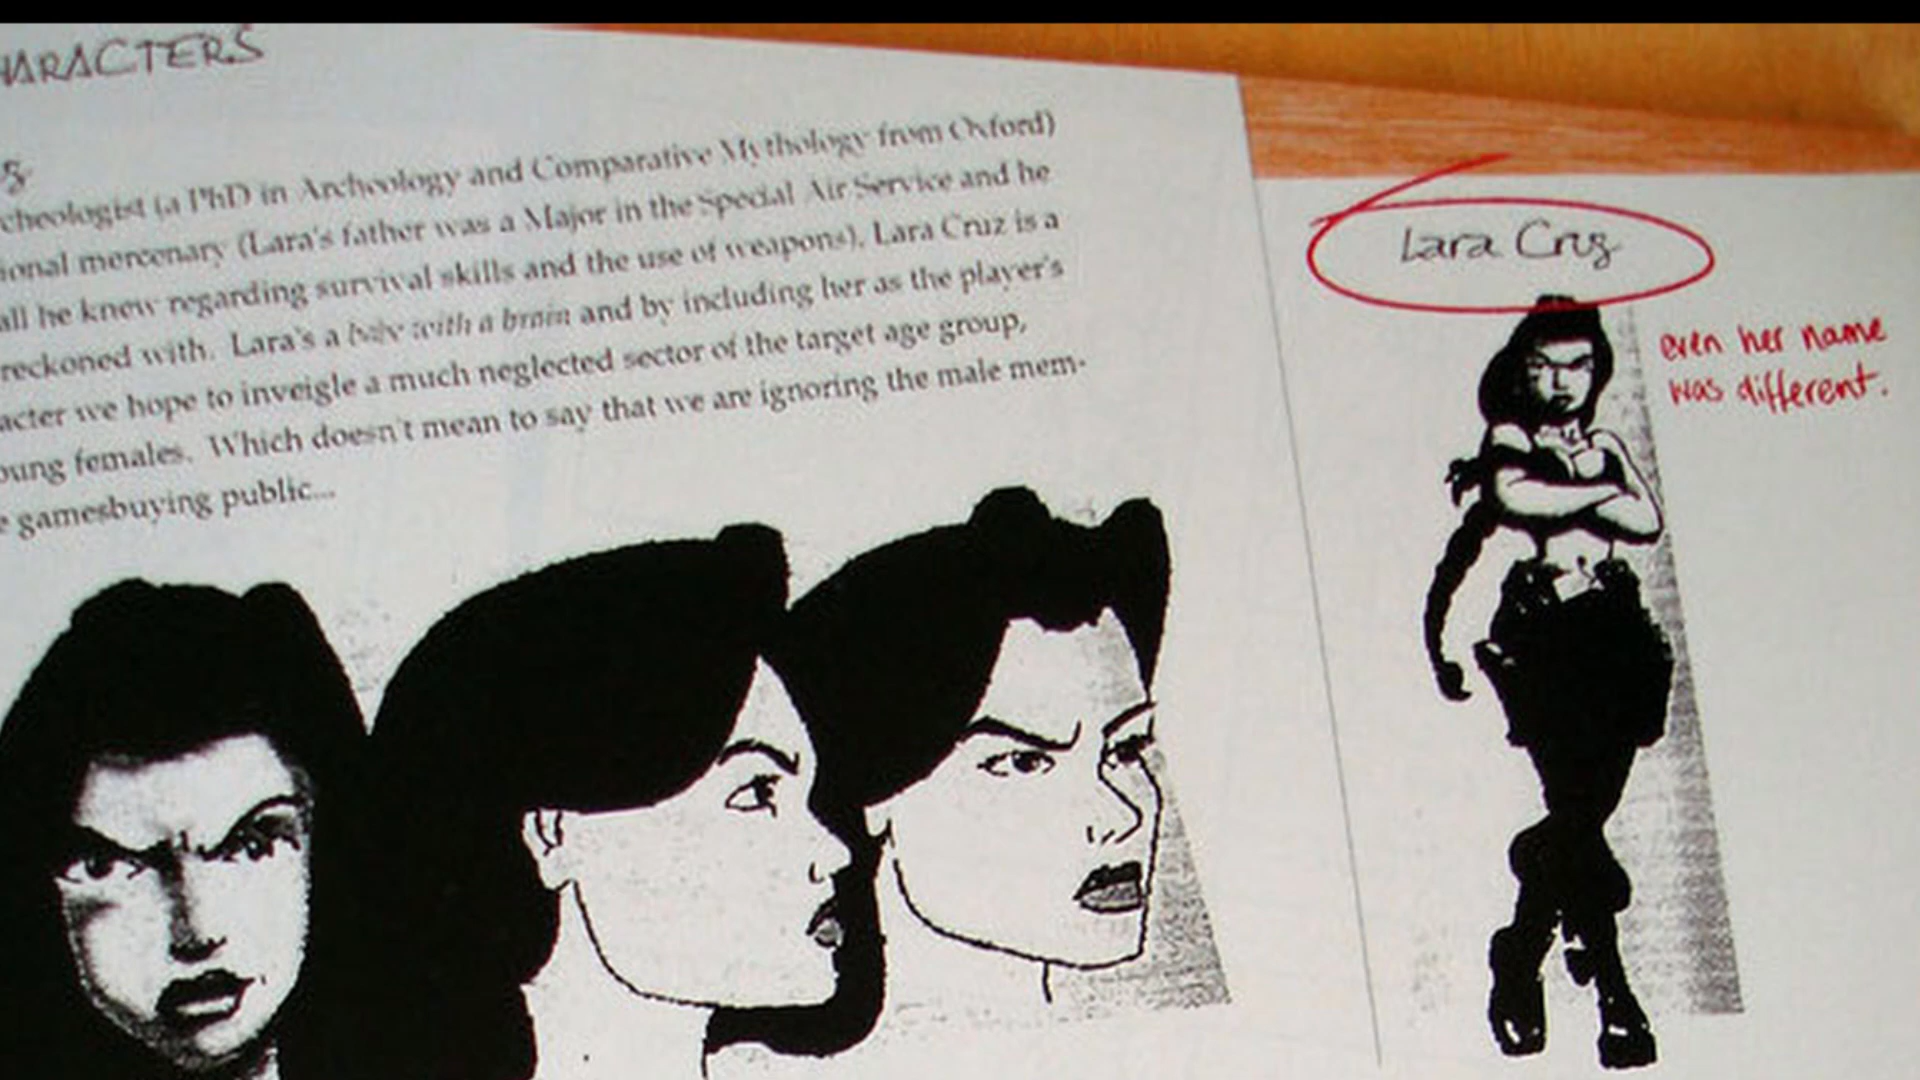 HARACTERS
cheologist (a PhD in Archeology and Comparative Mythology from Oxford)
ional mercenary (Lara's father was a Major in the Special Air Service and he
all he knew regarding survival skills and the use of weapons). Lara Cruz is a
reckoned with. Lara's a with a brain and by including her as the player's
acter we hope to inveigle a much neglected sector of the target age group,
oung females. Which doesn't mean to say that we are ignoring the male mem-
e gamesbuying public...
Lara Cruz
even her name
was different.